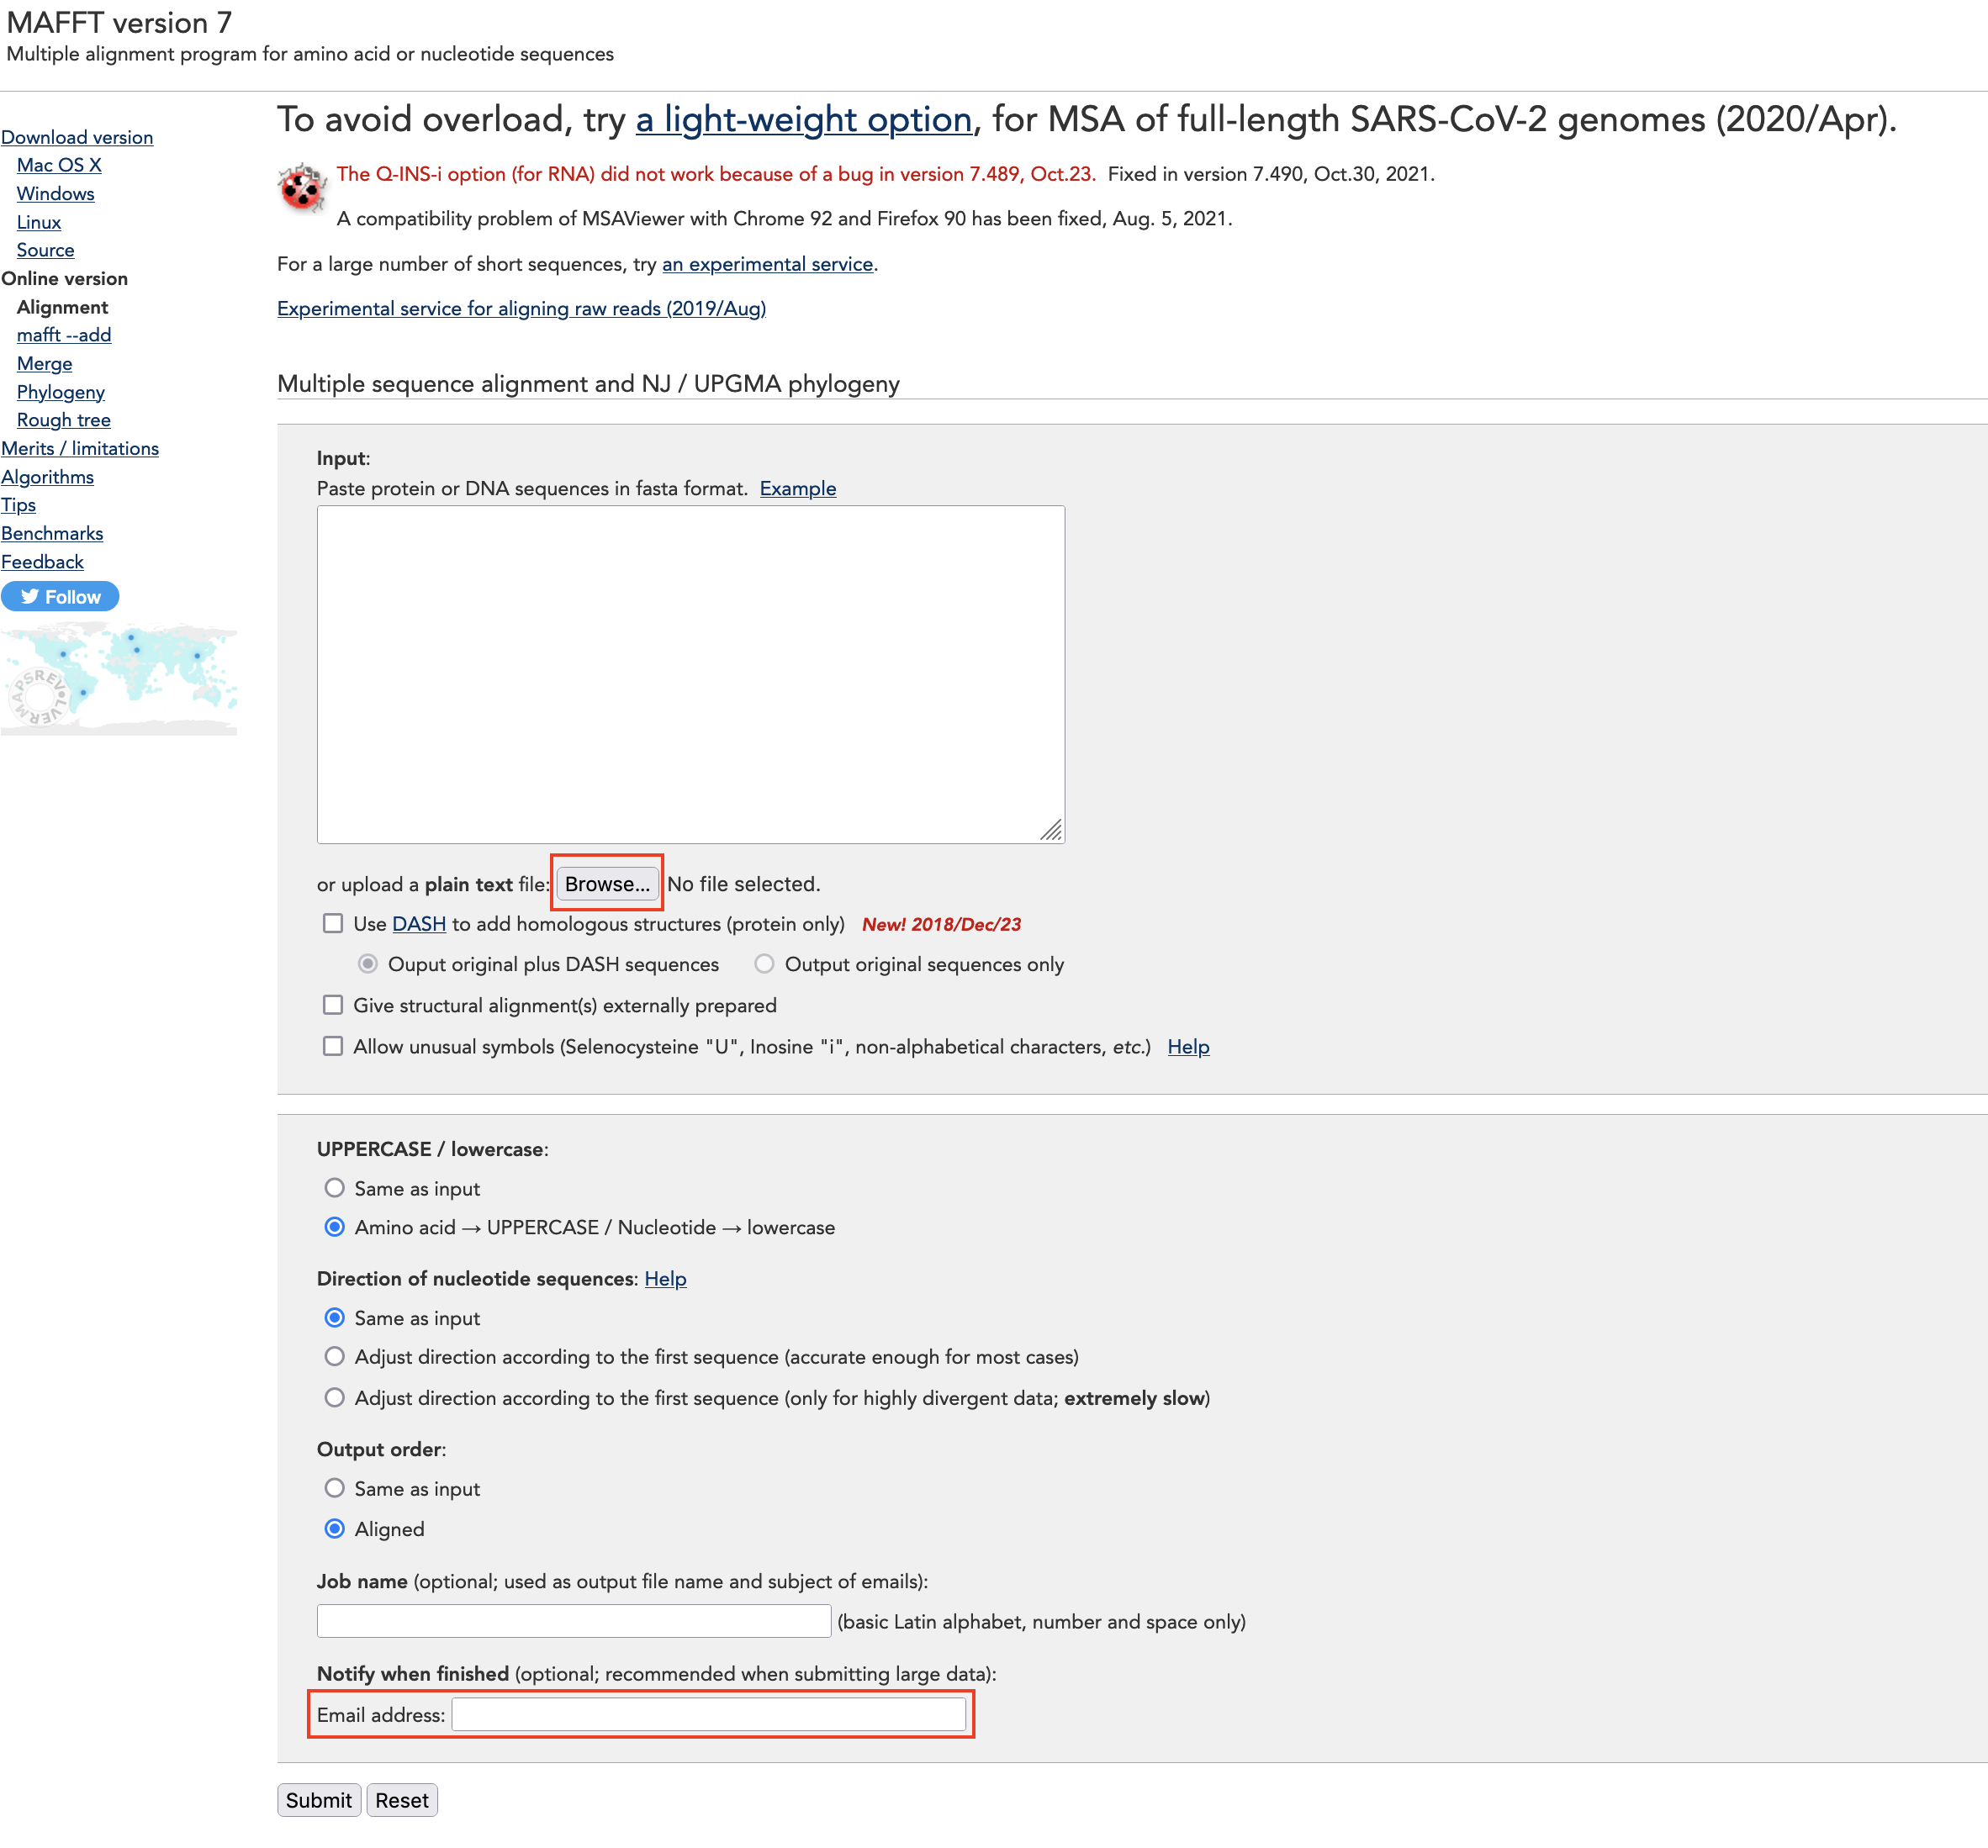 MAFFT version 7
Multiple alignment program for amino acid or nucleotide sequences
Download version
Mac OS X
Windows
Linux
Source
Online version
Alignment
mafft --add
Merge
Phylogeny
Rough tree
Merits / limitations
Algorithms
Tips
Benchmarks
Feedback
Follow
MAPSREVOLVER
To avoid overload, try a light-weight option, for MSA of full-length SARS-CoV-2 genomes (2020/Apr).
The Q-INS-i option (for RNA) did not work because of a bug in version 7.489, Oct.23. Fixed in version 7.490, Oct.30, 2021.
A compatibility problem of MSAViewer with Chrome 92 and Firefox 90 has been fixed, Aug. 5, 2021.
For a large number of short sequences, try an experimental service.
Experimental service for aligning raw reads (2019/Aug)
Multiple sequence alignment and NJ / UPGMA phylogeny
Input:
Paste protein or DNA sequences in fasta format. Example
or upload a plain text file: Browse... No file selected.
Use DASH to add homologous structures (protein only) New! 2018/Dec/23
Ouput original plus DASH sequences Output original sequences only
Give structural alignment(s) externally prepared
Allow unusual symbols (Selenocysteine "U", Inosine "i", non-alphabetical characters, etc.) Help
UPPERCASE / lowercase:
Same as input
Amino acid → UPPERCASE / Nucleotide → lowercase
Direction of nucleotide sequences: Help
Same as input
Adjust direction according to the first sequence (accurate enough for most cases)
Adjust direction according to the first sequence (only for highly divergent data; extremely slow)
Output order:
Same as input
Aligned
Job name (optional; used as output file name and subject of emails):
(basic Latin alphabet, number and space only)
Notify when finished (optional; recommended when submitting large data):
Email address:
Submit Reset